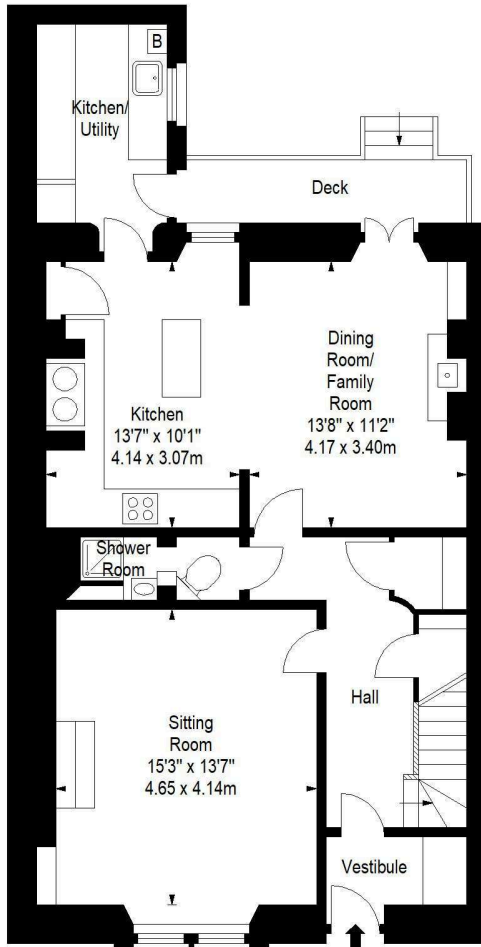 B
Kitchen/
Utility
Deck
Dining
Room/
Family
Room
13'8" x 11'2"
4.17 x 3.40m
Kitchen
13'7" x 10'1"
4.14 x 3.07m
Shower
Room
Hall
Sitting
Room
15'3" x 13'7"
4.65 x 4.14m
Vestibule